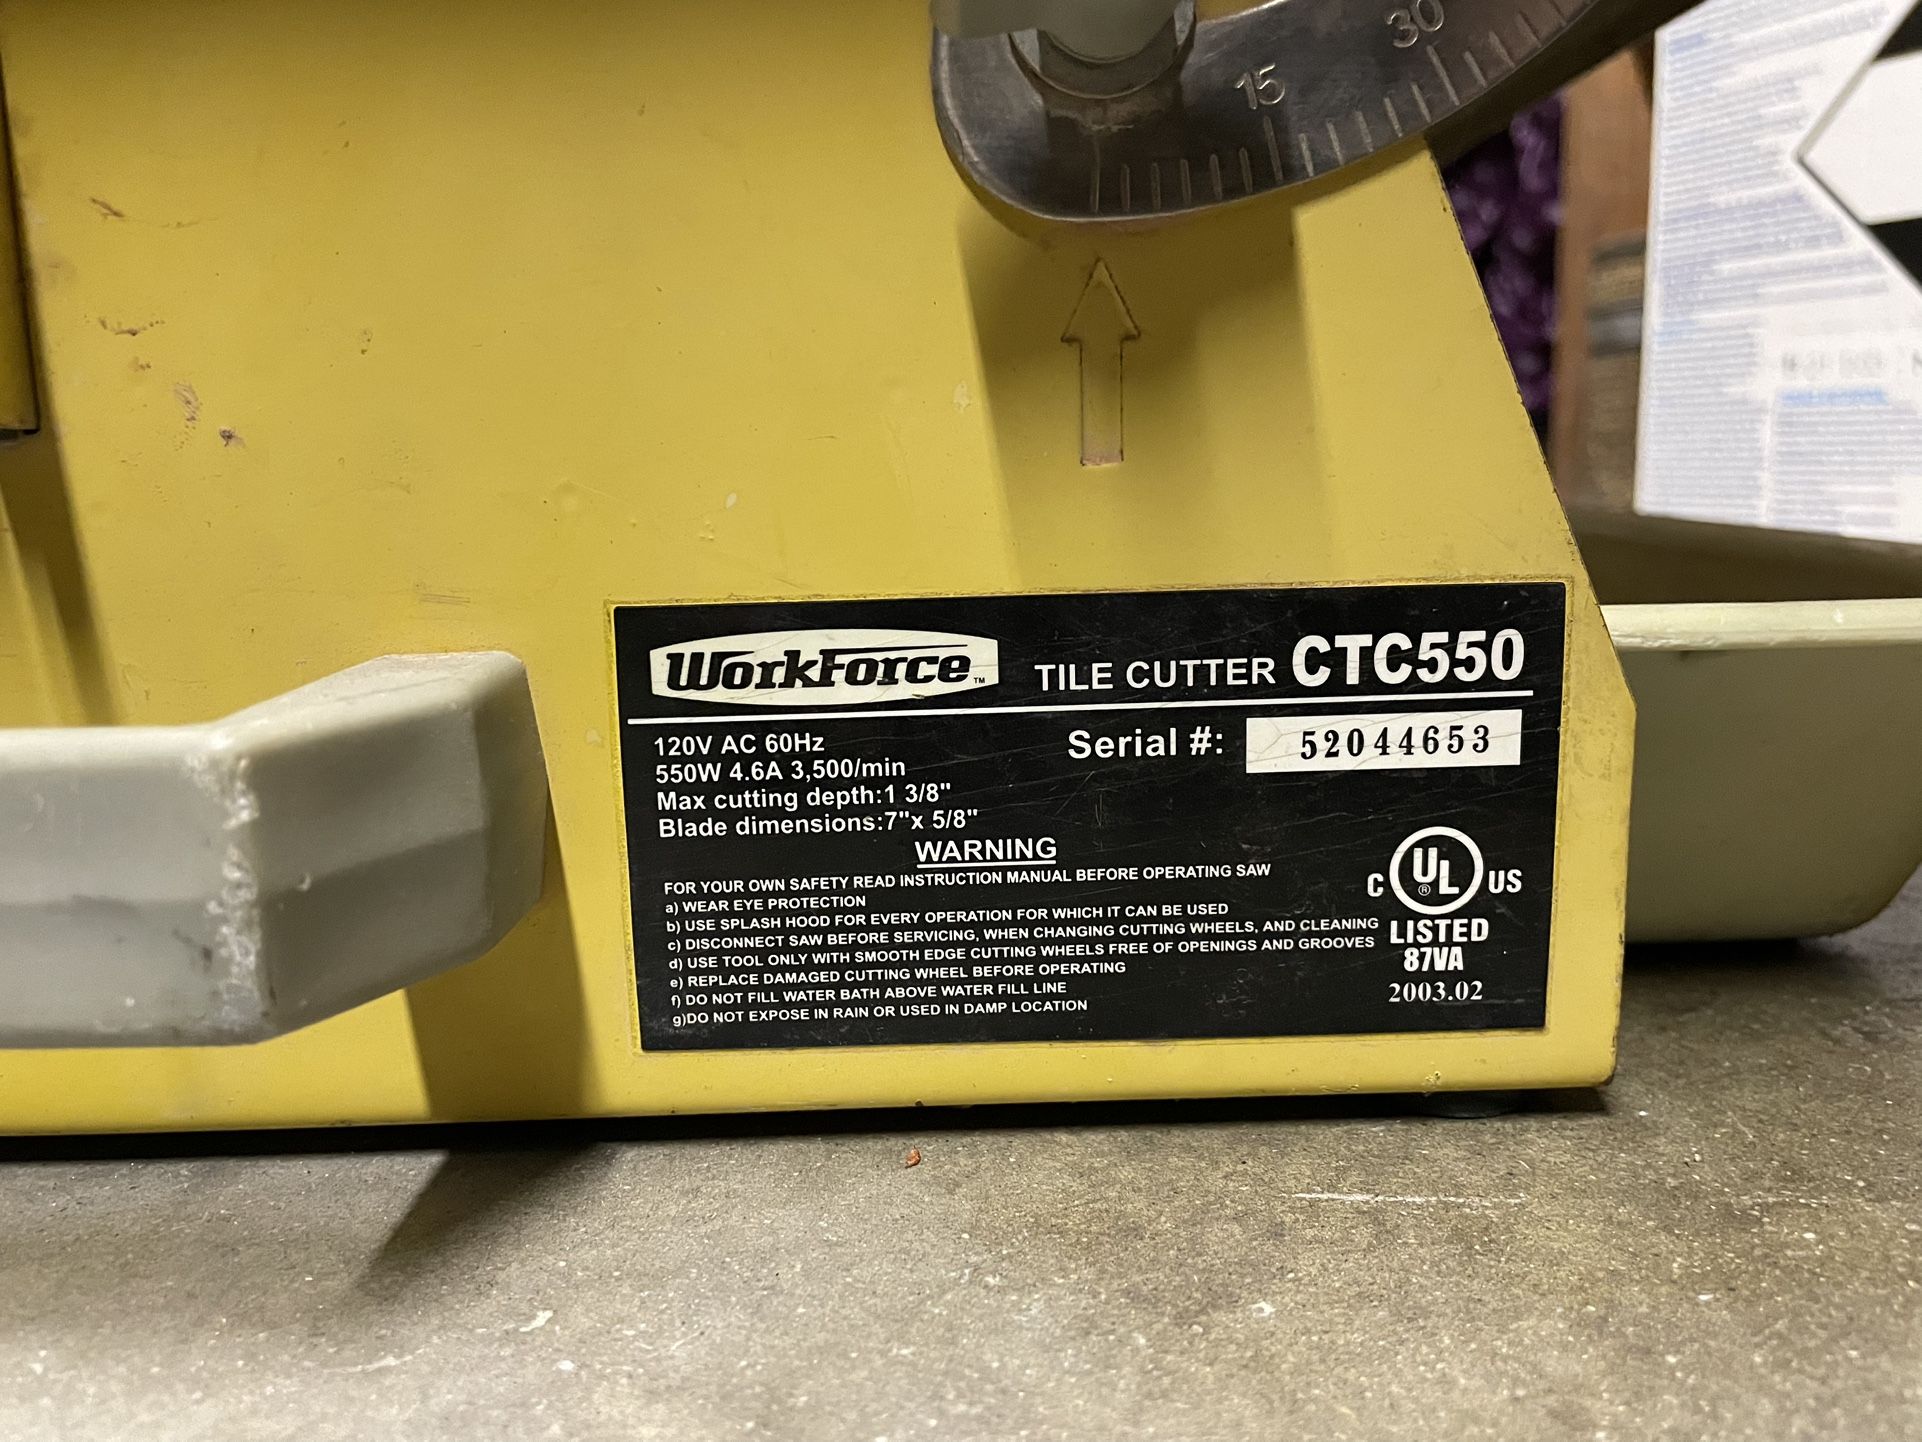 30
15
WorkForce™ TILE CUTTER CTC550
120V AC 60Hz
550W 4.6A 3,500/min
Max cutting depth:1 3/8"
Blade dimensions:7"x 5/8"
Serial #: 52044653
WARNING
FOR YOUR OWN SAFETY READ INSTRUCTION MANUAL BEFORE OPERATING SAW
a) WEAR EYE PROTECTION
b) USE SPLASH HOOD FOR EVERY OPERATION FOR WHICH IT CAN BE USED
c) DISCONNECT SAW BEFORE SERVICING, WHEN CHANGING CUTTING WHEELS, AND CLEANING
d) USE TOOL ONLY WITH SMOOTH EDGE CUTTING WHEELS FREE OF OPENINGS AND GROOVES
e) REPLACE DAMAGED CUTTING WHEEL BEFORE OPERATING
f) DO NOT FILL WATER BATH ABOVE WATER FILL LINE
g)DO NOT EXPOSE IN RAIN OR USED IN DAMP LOCATION
C UL® US
LISTED
87VA
2003.02